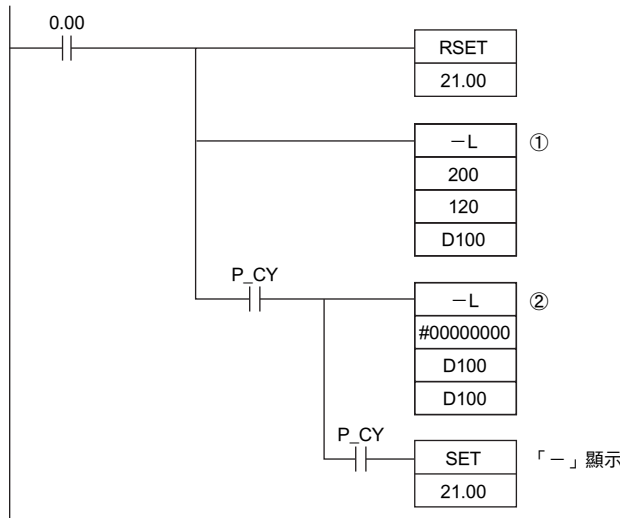 0.00
RSET
21.00
－L ①
200
120
D100
P_CY
－L ②
#00000000
D100
D100
P_CY
SET 「－」顯示
21.00